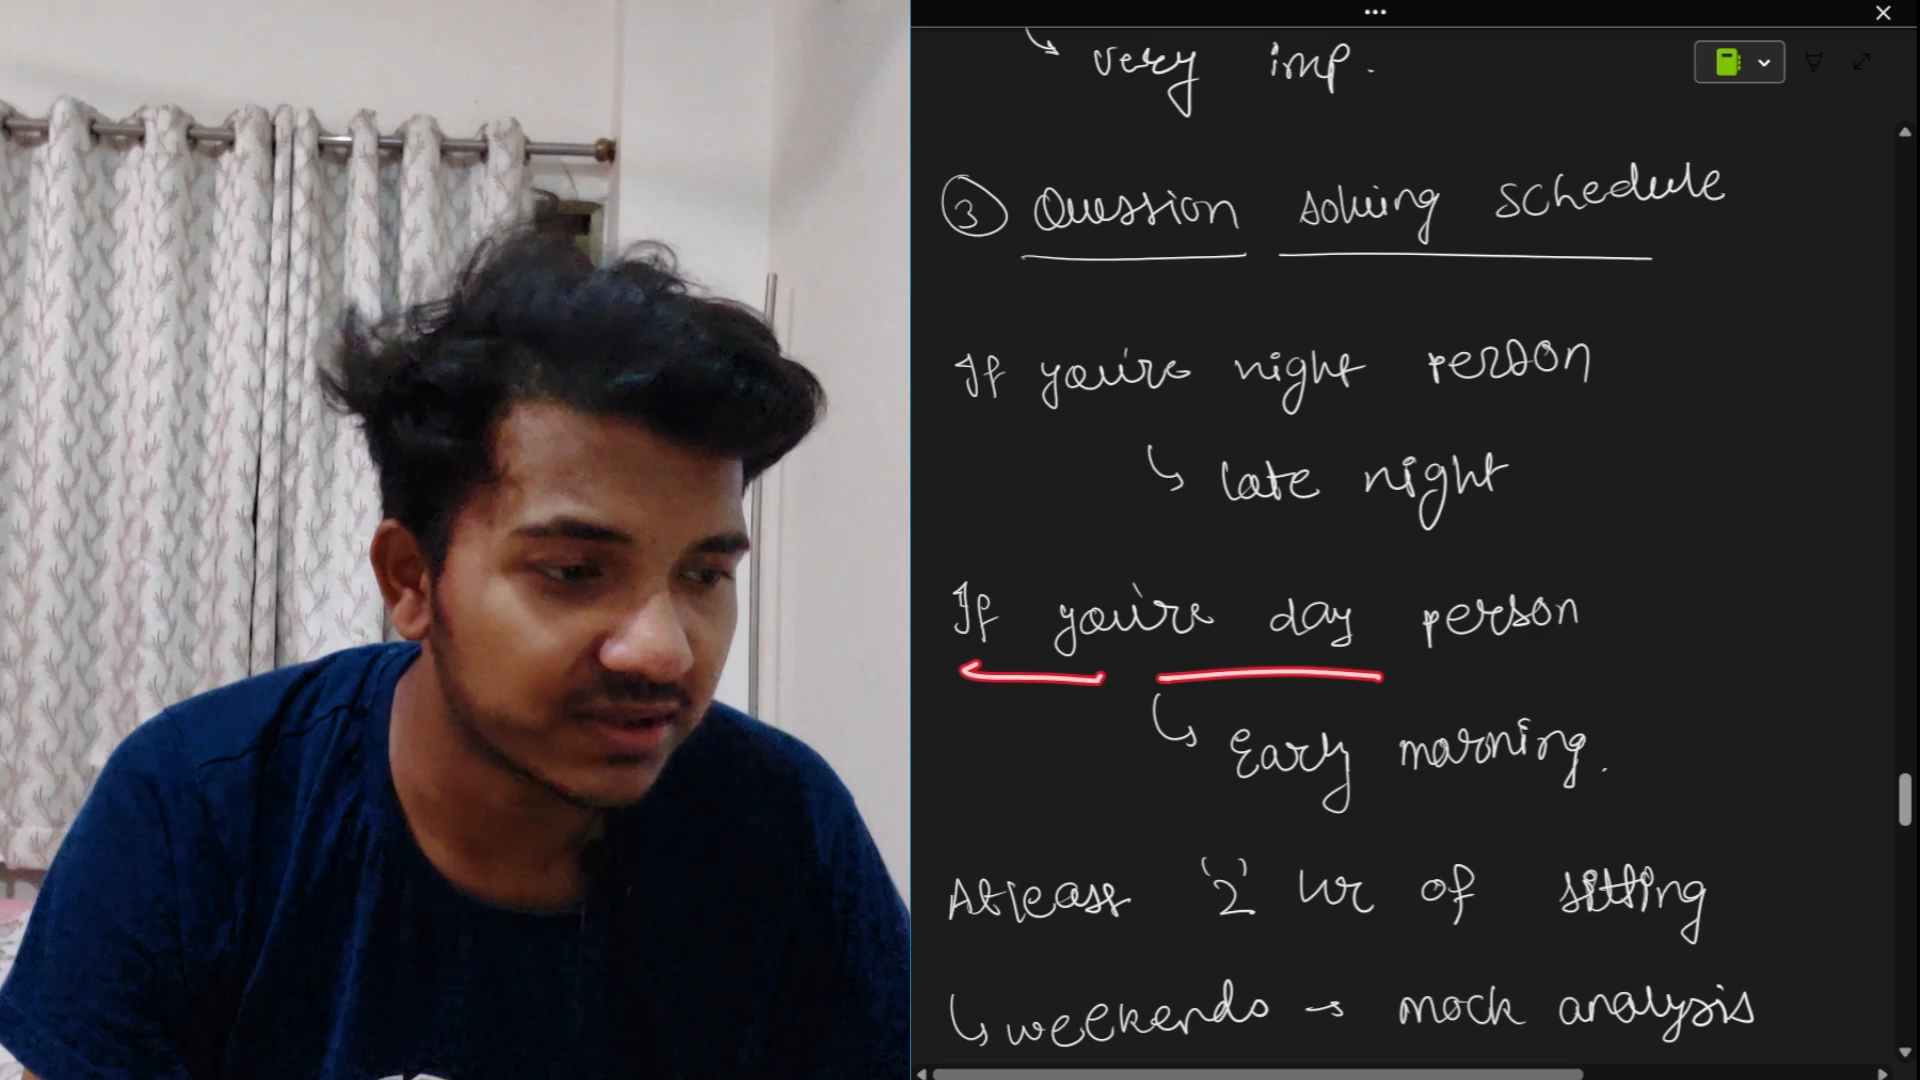 very imp.
③ Question solving schedule
If you're night person
↳ late night
If you're day person
↳ Early morning.
Atleast '2' hr of sitting
↳ weekends → mock analysis